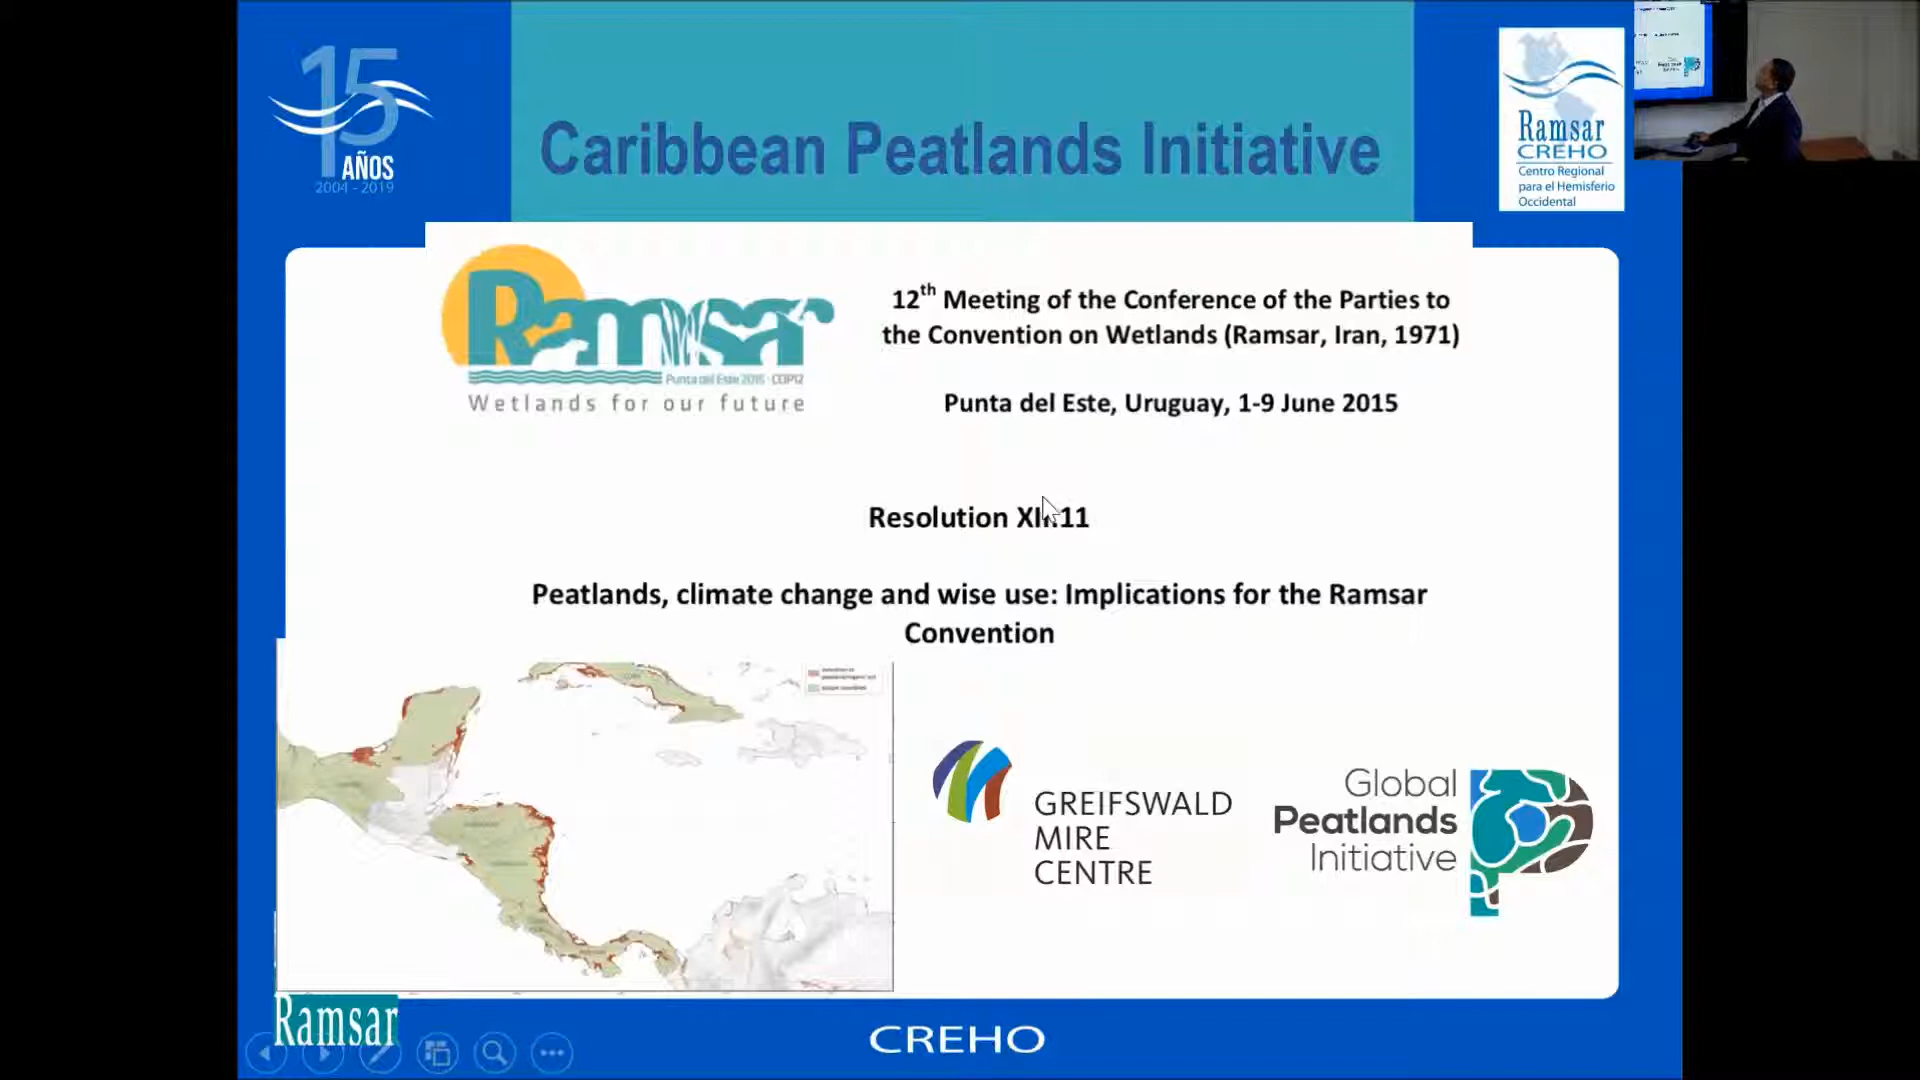 15
AÑOS
2004 - 2019
Caribbean Peatlands Initiative
Ramsar
CREHO
Centro Regional
para el Hemisferio
Occidental
Ramsar
Punta del Este 2015 · COP12
Wetlands for our future
12th Meeting of the Conference of the Parties to
the Convention on Wetlands (Ramsar, Iran, 1971)
Punta del Este, Uruguay, 1-9 June 2015
Resolution XII.11
Peatlands, climate change and wise use: Implications for the Ramsar
Convention
GREIFSWALD
MIRE
CENTRE
Global
Peatlands
Initiative
Ramsar
CREHO